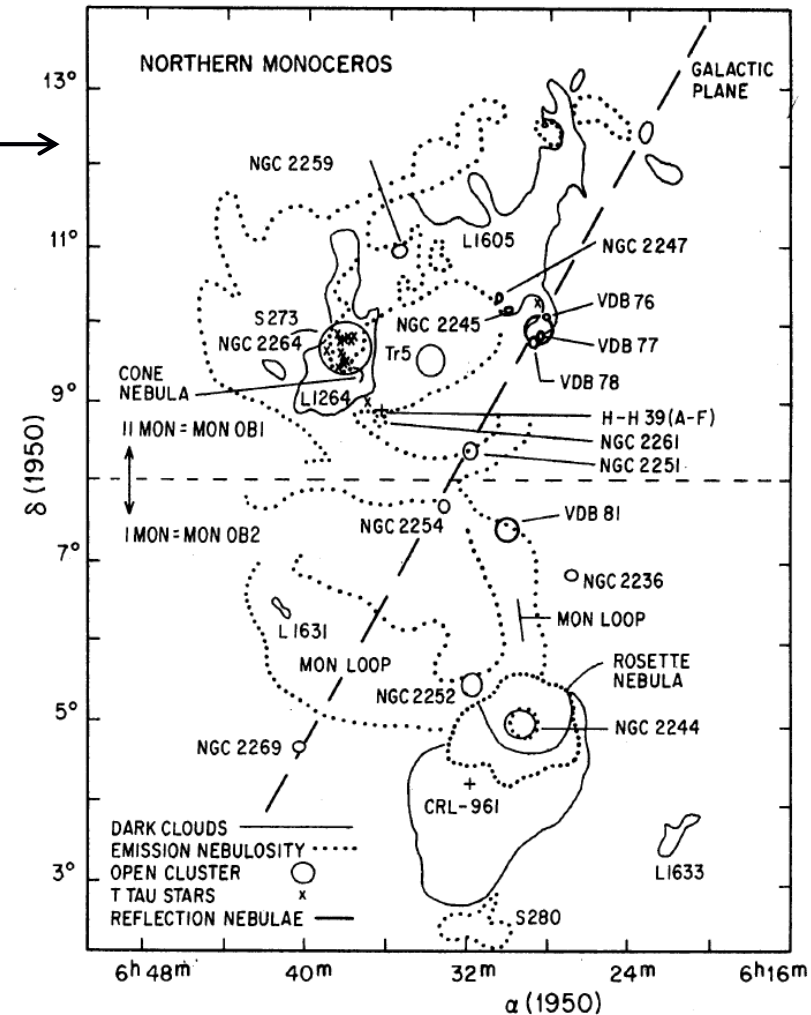 NORTHERN MONOCEROS
GALACTIC
PLANE
13°
NGC 2259
11°
L1605
NGC 2247
VDB 76
S273
NGC 2264
NGC 2245
Tr5
VDB 77
CONE
NEBULA
9°
L1264
VDB 78
H-H 39 (A-F)
II MON = MON OB1
NGC 2261
NGC 2251
δ (1950)
I MON = MON OB2
NGC 2254
VDB 81
7°
NGC 2236
L1631
MON LOOP
MON LOOP
ROSETTE
NEBULA
NGC 2252
5°
NGC 2244
NGC 2269
CRL-961
DARK CLOUDS
EMISSION NEBULOSITY
OPEN CLUSTER
T TAU STARS x
REFLECTION NEBULAE
3°
L1633
S280
6h 48m 40m 32m 24m 6h 16m
α (1950)